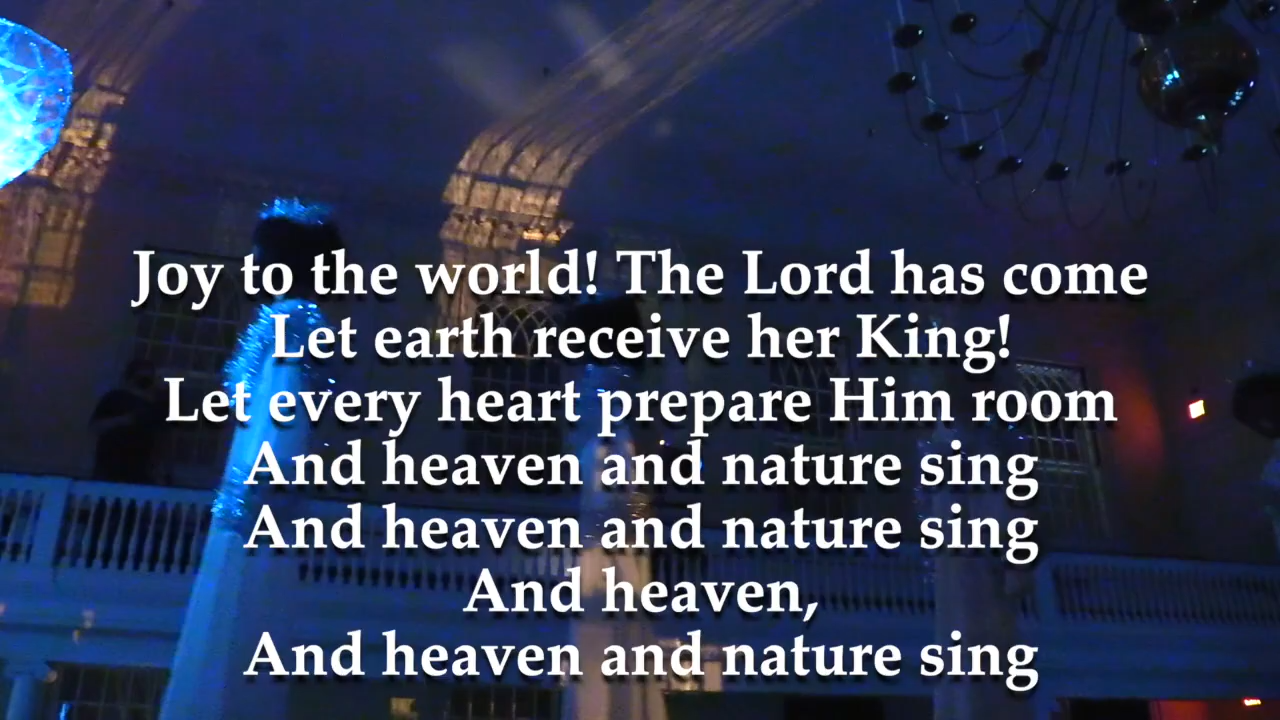 Joy to the world! The Lord has come
Let earth receive her King!
Let every heart prepare Him room
And heaven and nature sing
And heaven and nature sing
And heaven,
And heaven and nature sing